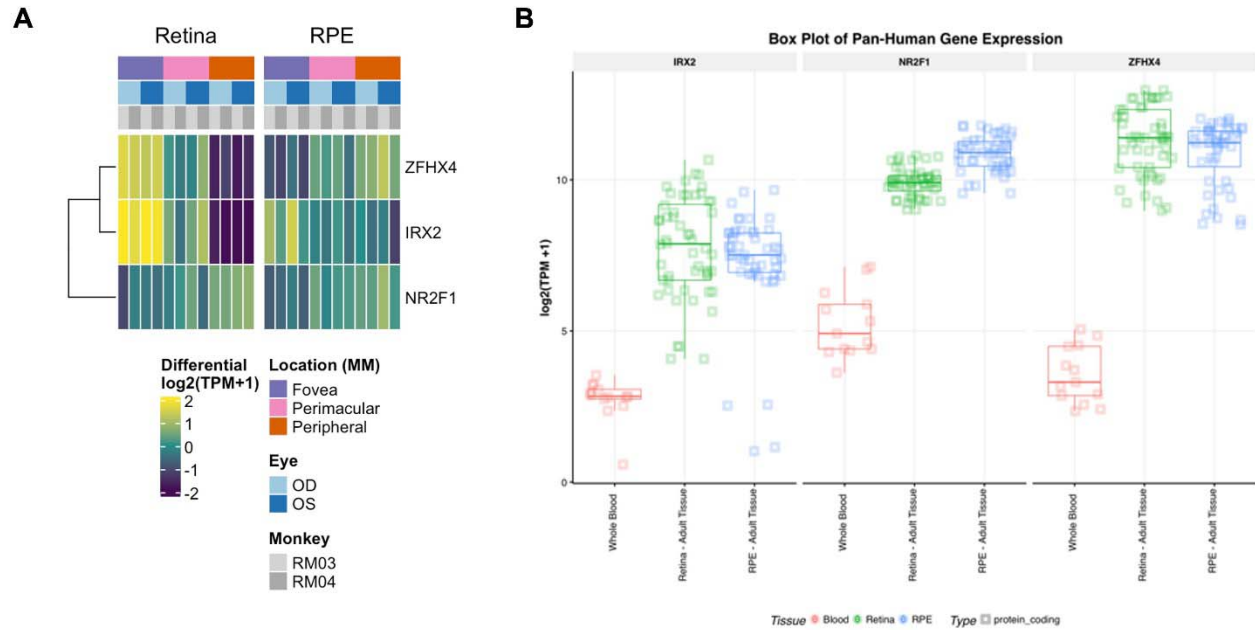 A
Retina
RPE
ZFHX4
IRX2
NR2F1
Differential
log2(TPM+1)
2
1
0
-1
-2
Location (MM)
Fovea
Perimacular
Peripheral
Eye
OD
OS
Monkey
RM03
RM04
B
Box Plot of Pan-Human Gene Expression
IRX2
NR2F1
ZFHX4
log2(TPM +1)
10
5
0
Whole Blood
Retina - Adult Tissue
RPE - Adult Tissue
Whole Blood
Retina - Adult Tissue
RPE - Adult Tissue
Whole Blood
Retina - Adult Tissue
RPE - Adult Tissue
Tissue Blood Retina RPE Type protein_coding